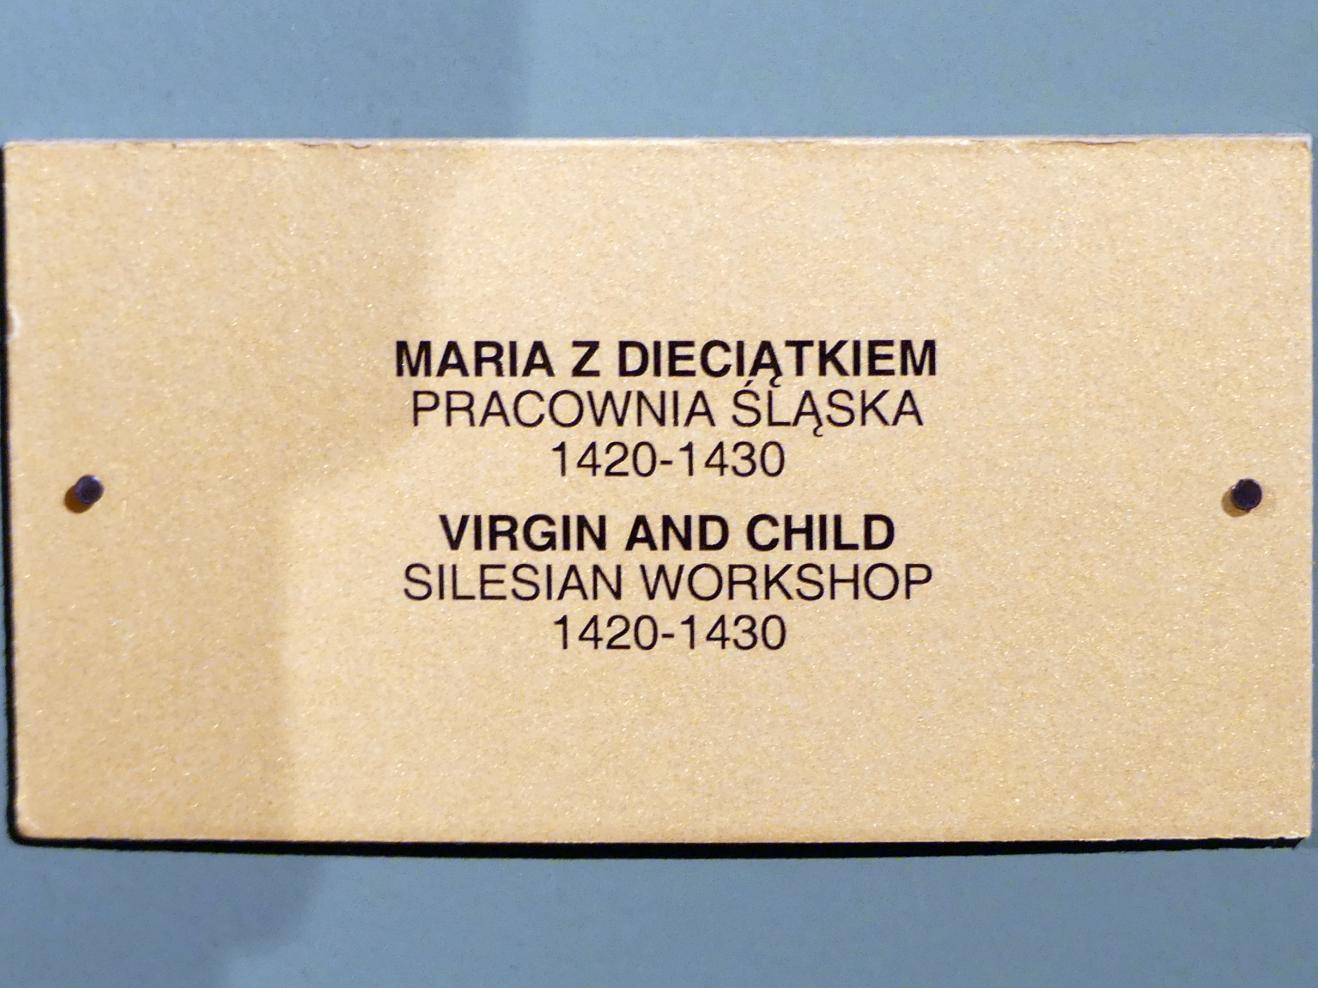 MARIA Z DIECIĄTKIEM
PRACOWNIA ŚLĄSKA
1420-1430
VIRGIN AND CHILD
SILESIAN WORKSHOP
1420-1430